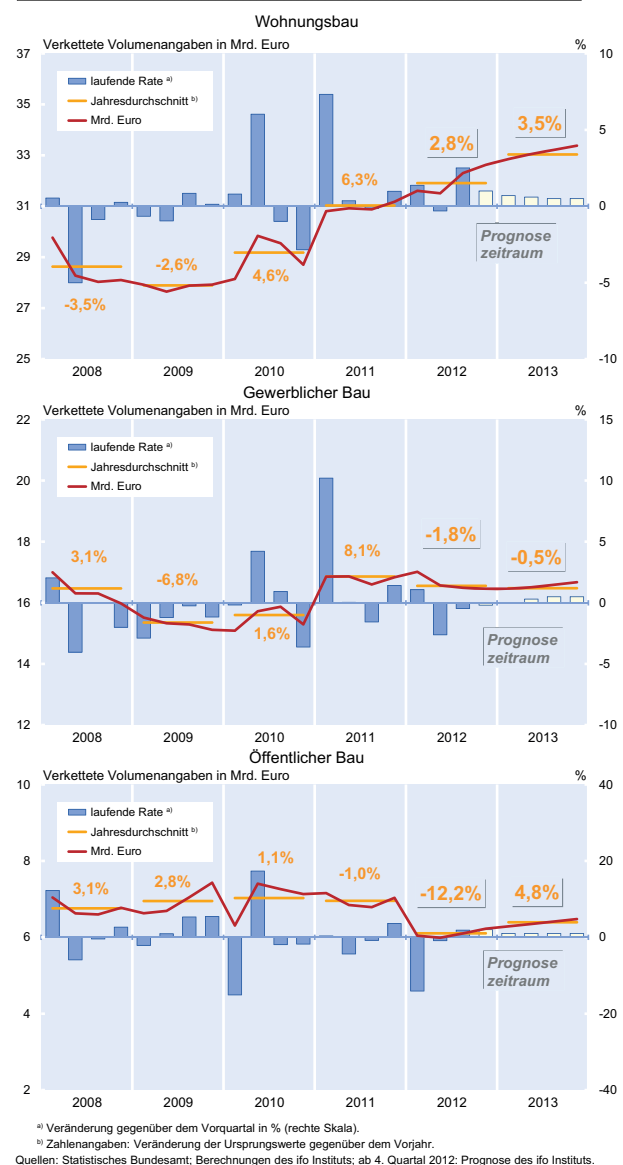 Wohnungsbau
Verkettete Volumenangaben in Mrd. Euro %
37 10
laufende Rate a)
Jahresdurchschnitt b)
Mrd. Euro
35 5
33 0
31 -5
29 -10
27
25
-3,5%
-2,6%
4,6%
6,3%
2,8%
3,5%
Prognose
zeitraum
2008 2009 2010 2011 2012 2013
Gewerblicher Bau
Verkettete Volumenangaben in Mrd. Euro %
22 15
laufende Rate a)
Jahresdurchschnitt b)
Mrd. Euro
20 10
18 5
16 0
14 -5
12 -10
3,1%
-6,8%
1,6%
8,1%
-1,8%
-0,5%
Prognose
zeitraum
2008 2009 2010 2011 2012 2013
Öffentlicher Bau
Verkettete Volumenangaben in Mrd. Euro %
10 40
laufende Rate a)
Jahresdurchschnitt b)
Mrd. Euro
8 20
6 0
4 -20
2 -40
3,1%
2,8%
1,1%
-1,0%
-12,2%
4,8%
Prognose
zeitraum
2008 2009 2010 2011 2012 2013
a) Veränderung gegenüber dem Vorquartal in % (rechte Skala).
b) Zahlenangaben: Veränderung der Ursprungswerte gegenüber dem Vorjahr.
Quellen: Statistisches Bundesamt; Berechnungen des ifo Instituts; ab 4. Quartal 2012: Prognose des ifo Instituts.